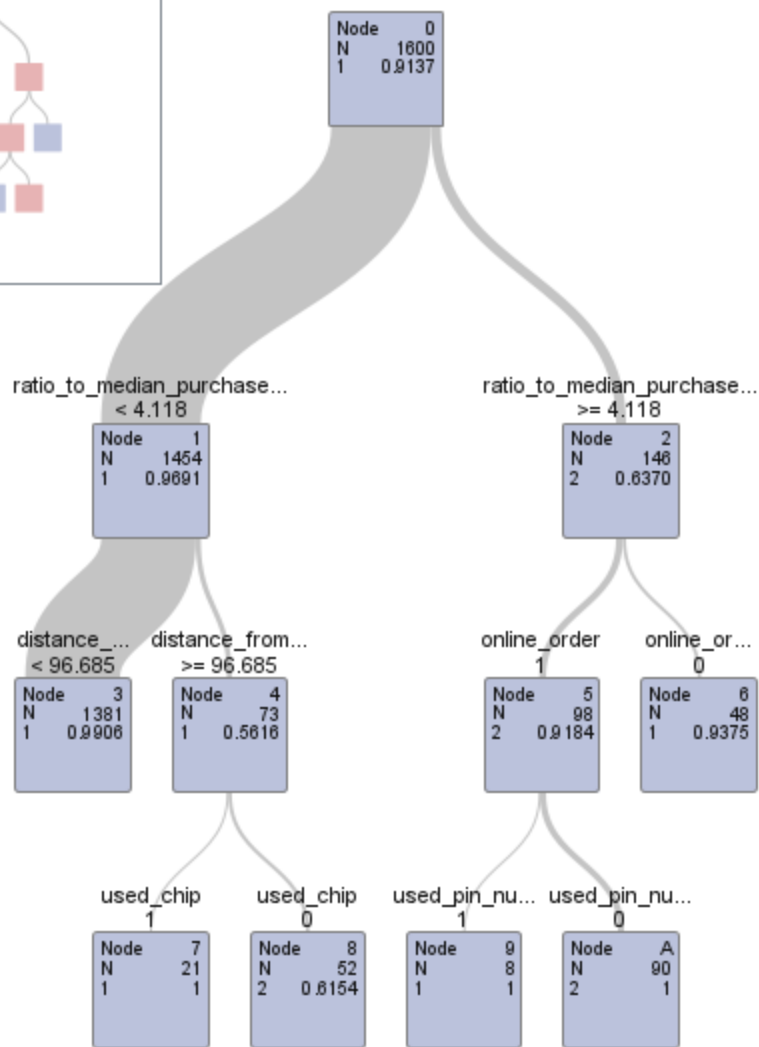 Node 0
N 1600
1 0.9137
ratio_to_median_purchase...
< 4.118
ratio_to_median_purchase...
>= 4.118
Node 1
N 1454
1 0.9691
Node 2
N 146
2 0.6370
distance_...
< 96.685
distance_from...
>= 96.685
online_order
1
online_or...
0
Node 3
N 1381
1 0.9906
Node 4
N 73
1 0.5616
Node 5
N 98
2 0.9184
Node 6
N 48
1 0.9375
used_chip
1
used_chip
0
used_pin_nu...
1
used_pin_nu...
0
Node 7
N 21
1 1
Node 8
N 52
2 0.6154
Node 9
N 8
1 1
Node A
N 90
2 1